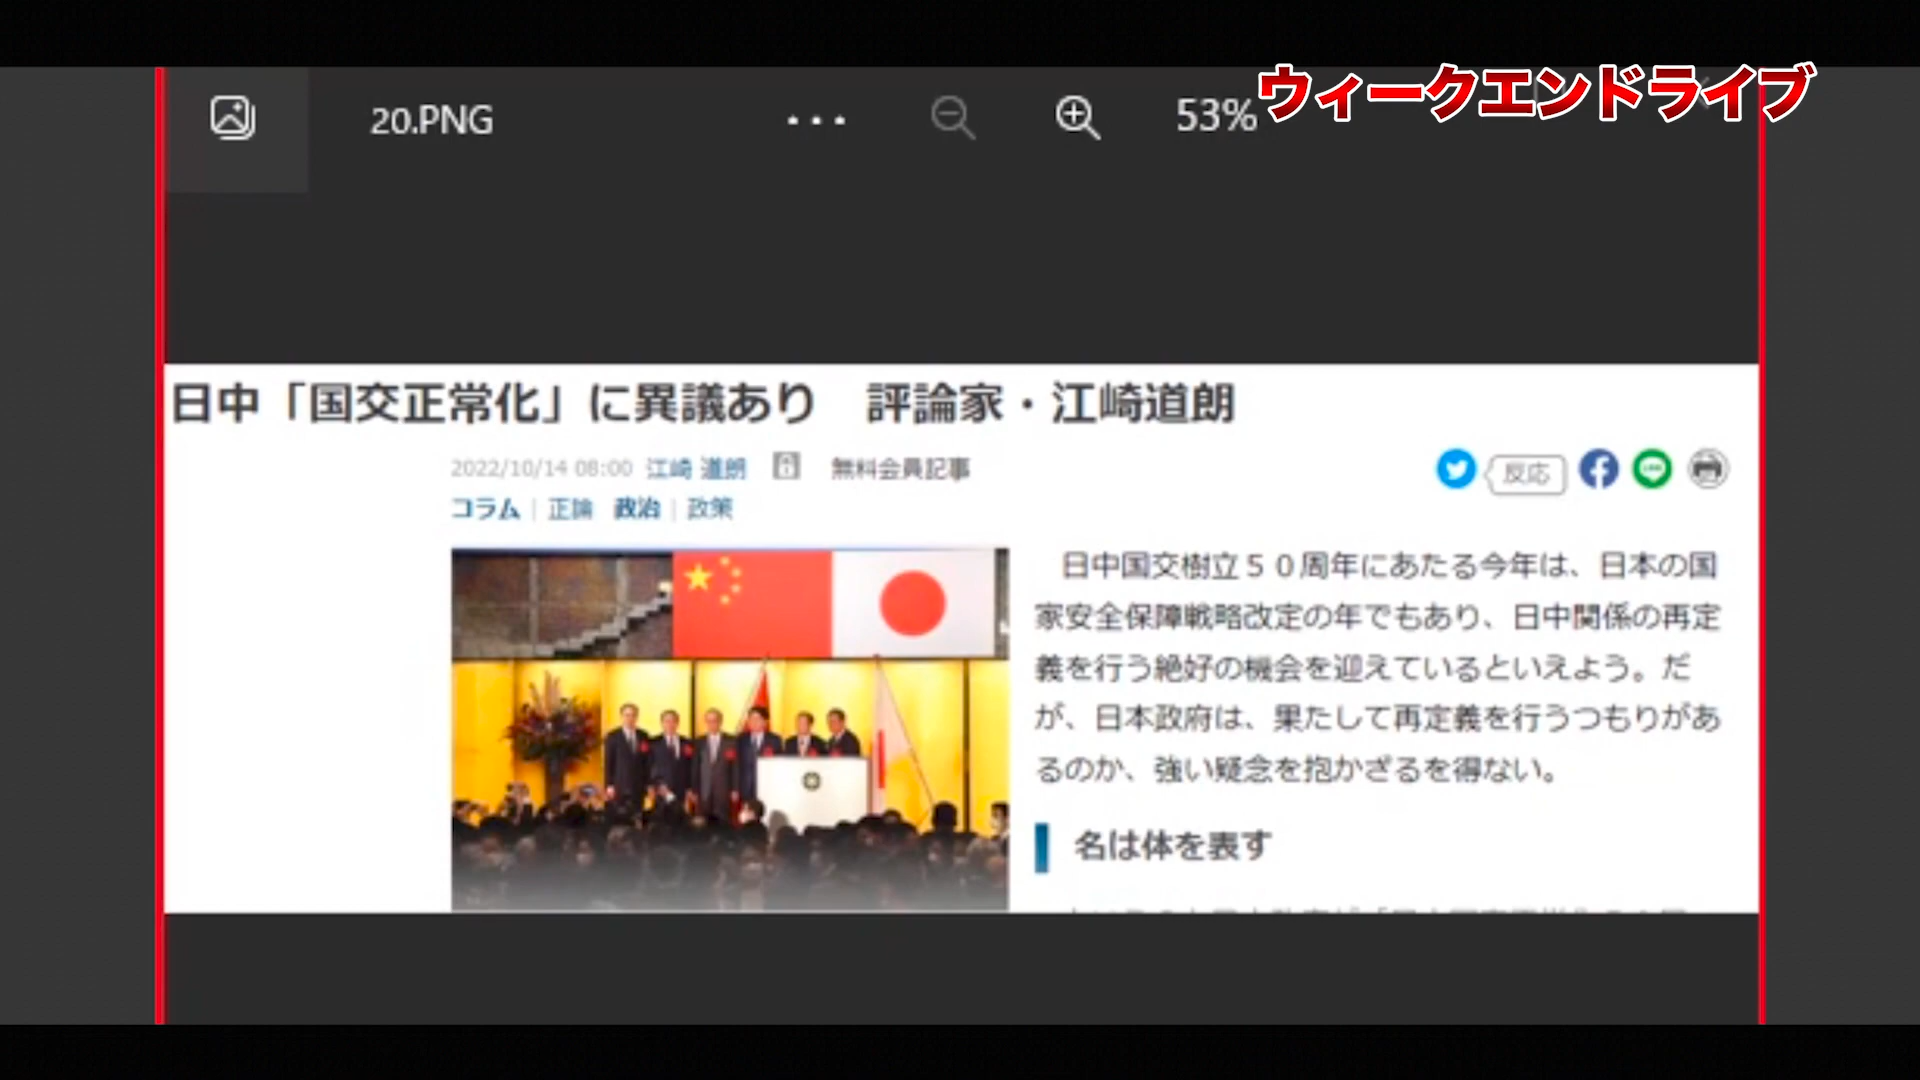 ウィークエンドライブ
20.PNG
53%
日中「国交正常化」に異議あり　評論家・江崎道朗
2022/10/14 08:00 江崎 道朗 無料会員記事
反応
コラム | 正論 政治 | 政策
日中国交樹立５０周年にあたる今年は、日本の国
家安全保障戦略改定の年でもあり、日中関係の再定
義を行う絶好の機会を迎えているといえよう。だ
が、日本政府は、果たして再定義を行うつもりがあ
るのか、強い疑念を抱かざるを得ない。
名は体を表す